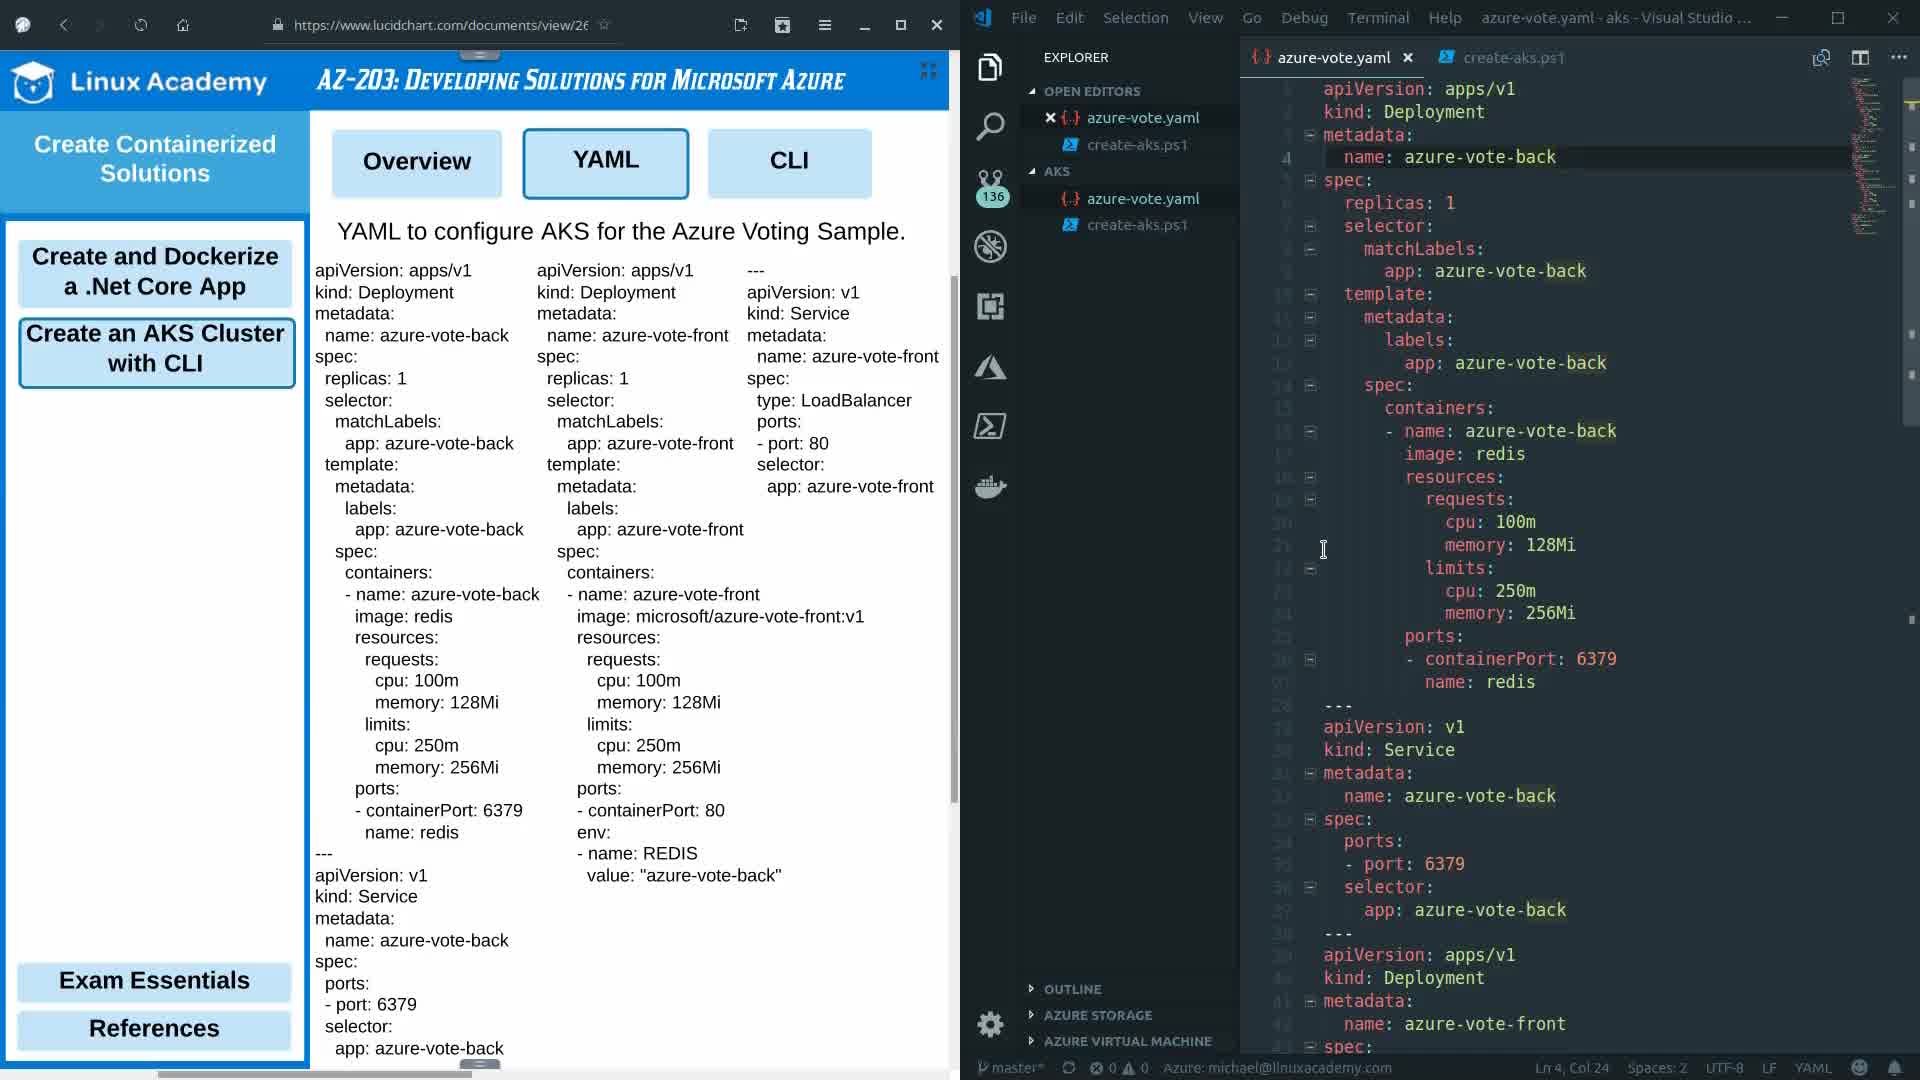 https://www.lucidchart.com/documents/view/26
Linux Academy
AZ-203: Developing Solutions for Microsoft Azure
Create Containerized
Solutions
Overview
YAML
CLI
Create and Dockerize
a .Net Core App
Create an AKS Cluster
with CLI
Exam Essentials
References
YAML to configure AKS for the Azure Voting Sample.
apiVersion: apps/v1
kind: Deployment
metadata:
  name: azure-vote-back
spec:
  replicas: 1
  selector:
    matchLabels:
      app: azure-vote-back
  template:
    metadata:
      labels:
        app: azure-vote-back
    spec:
      containers:
      - name: azure-vote-back
        image: redis
        resources:
          requests:
            cpu: 100m
            memory: 128Mi
          limits:
            cpu: 250m
            memory: 256Mi
        ports:
        - containerPort: 6379
          name: redis
---
apiVersion: v1
kind: Service
metadata:
  name: azure-vote-back
spec:
  ports:
  - port: 6379
  selector:
    app: azure-vote-back
apiVersion: apps/v1
kind: Deployment
metadata:
  name: azure-vote-front
spec:
  replicas: 1
  selector:
    matchLabels:
      app: azure-vote-front
  template:
    metadata:
      labels:
        app: azure-vote-front
    spec:
      containers:
      - name: azure-vote-front
        image: microsoft/azure-vote-front:v1
        resources:
          requests:
            cpu: 100m
            memory: 128Mi
          limits:
            cpu: 250m
            memory: 256Mi
        ports:
        - containerPort: 80
        env:
        - name: REDIS
          value: "azure-vote-back"
---
apiVersion: v1
kind: Service
metadata:
  name: azure-vote-front
spec:
  type: LoadBalancer
  ports:
  - port: 80
  selector:
    app: azure-vote-front
File Edit Selection View Go Debug Terminal Help azure-vote.yaml - aks - Visual Studio ...
EXPLORER
OPEN EDITORS
azure-vote.yaml
create-aks.ps1
AKS
azure-vote.yaml
create-aks.ps1
136
OUTLINE
AZURE STORAGE
AZURE VIRTUAL MACHINE
azure-vote.yaml
create-aks.ps1
apiVersion: apps/v1
kind: Deployment
metadata:
4   name: azure-vote-back
spec:
  replicas: 1
  selector:
    matchLabels:
      app: azure-vote-back
  template:
    metadata:
      labels:
        app: azure-vote-back
    spec:
      containers:
      - name: azure-vote-back
        image: redis
        resources:
          requests:
            cpu: 100m
            memory: 128Mi
          limits:
            cpu: 250m
            memory: 256Mi
        ports:
        - containerPort: 6379
          name: redis
---
apiVersion: v1
kind: Service
metadata:
  name: azure-vote-back
spec:
  ports:
  - port: 6379
  selector:
    app: azure-vote-back
---
apiVersion: apps/v1
kind: Deployment
metadata:
  name: azure-vote-front
spec:
master* 0 0 Azure: michael@linuxacademy.com Ln 4, Col 24 Spaces: 2 UTF-8 LF YAML